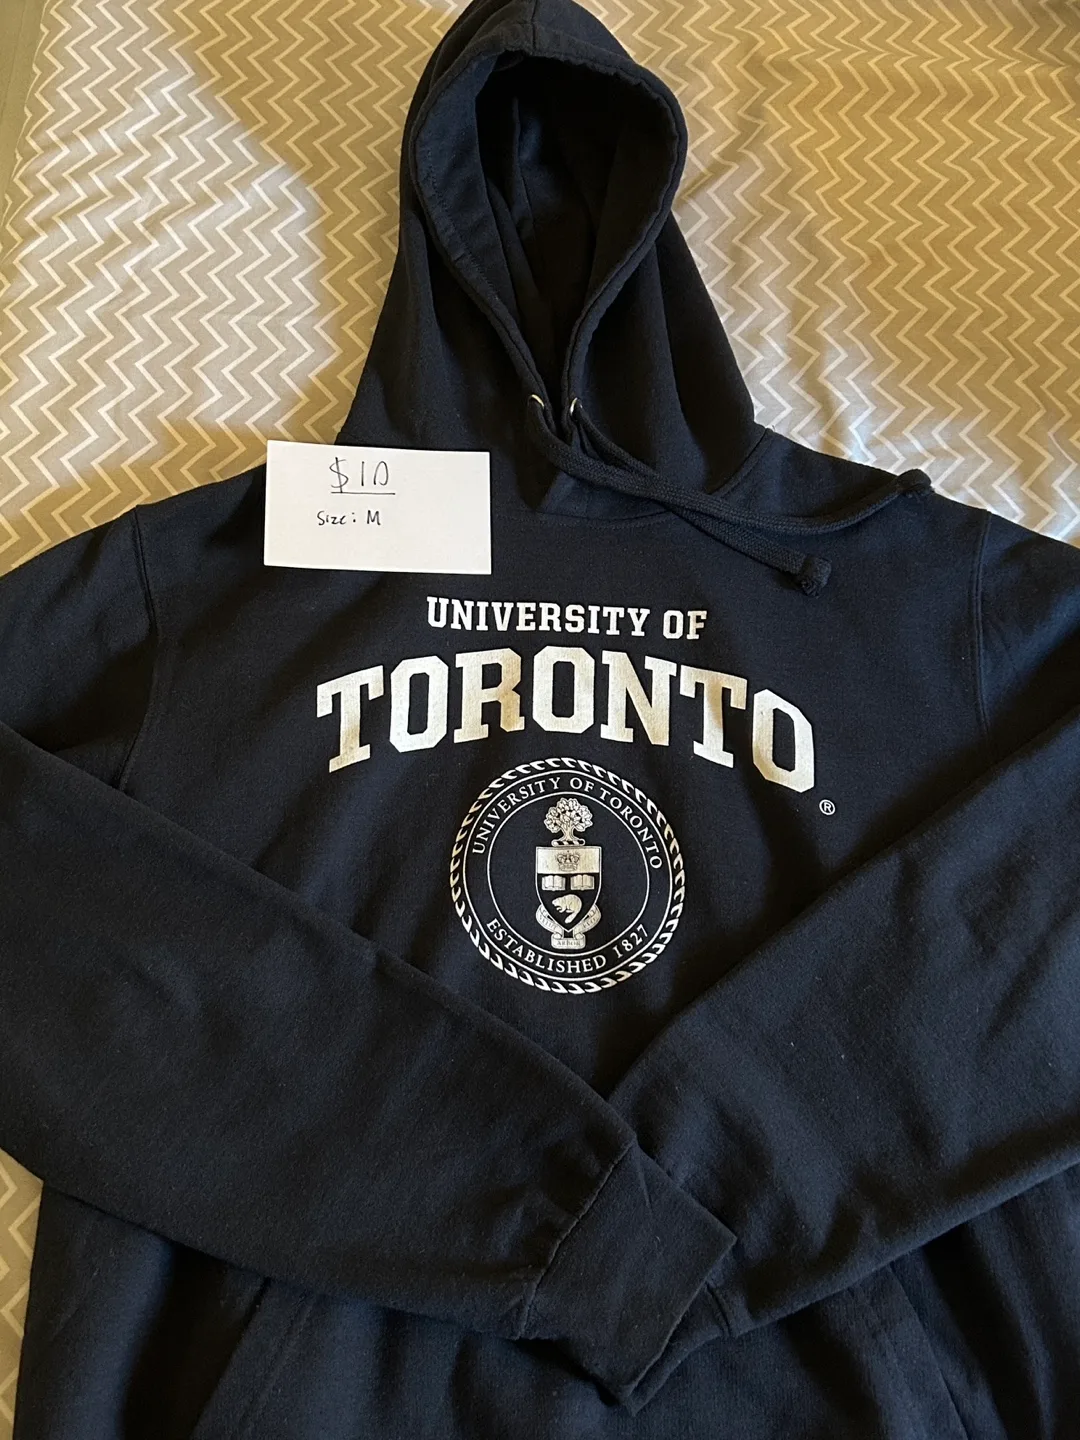 $10
Size: M
UNIVERSITY OF
TORONTO
®
UNIVERSITY OF TORONTO
ESTABLISHED 1827